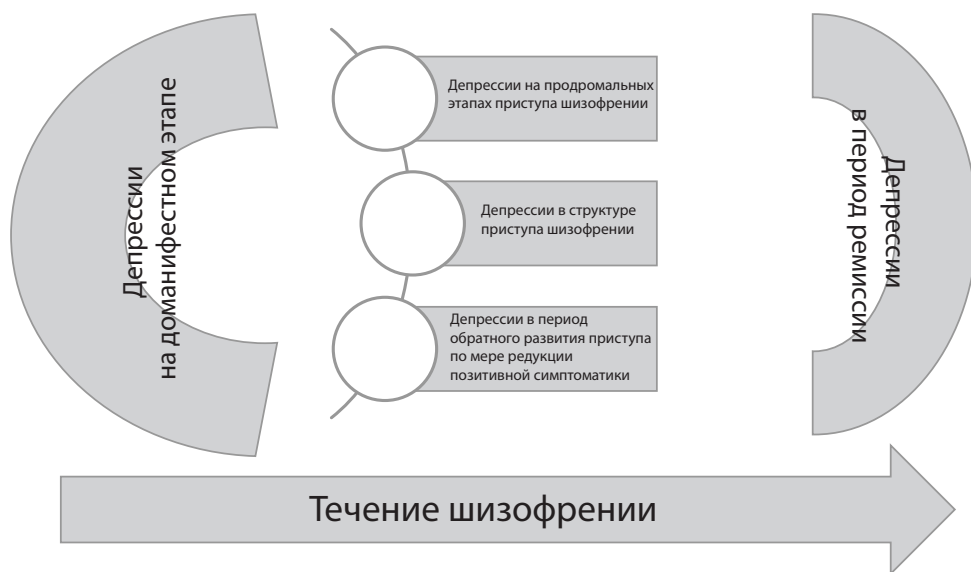 Депрессии
на доманифестном этапе
Депрессии на продромальных
этапах приступа шизофрении
Депрессии в структуре
приступа шизофрении
Депрессии в период
обратного развития приступа
по мере редукции
позитивной симптоматики
Депрессии
в период ремиссии
Течение шизофрении